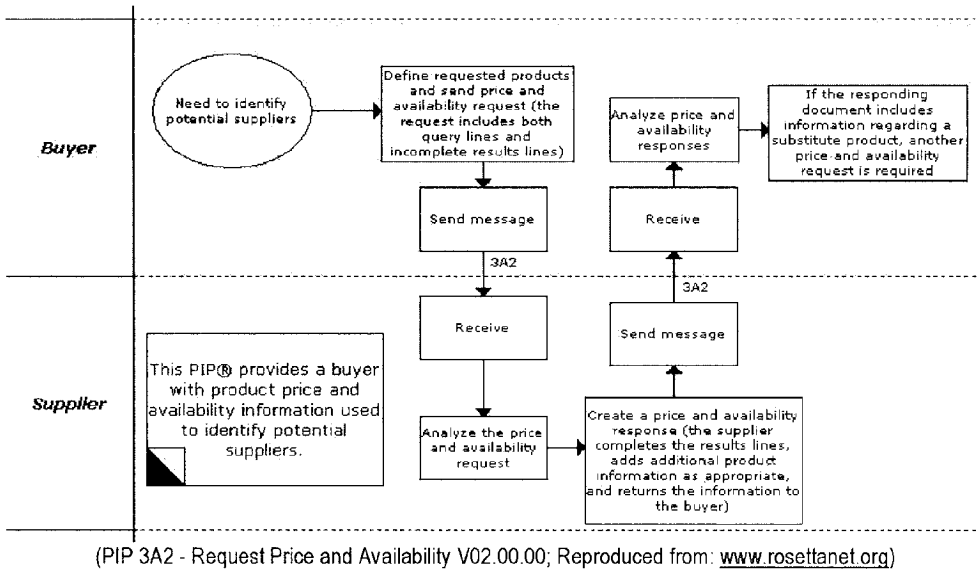 Buyer
Need to identify
potential suppliers
Define requested products
and send price and
availability request (the
request includes both
query lines and
incomplete results lines)
Send message
3A2
Analyze price and
availability
responses
If the responding
document includes
information regarding a
substitute product, another
price-and availability
request is required
Receive
3A2
Supplier
This PIP® provides a buyer
with product price and
availability information used
to identify potential
suppliers.
Receive
Analyze the price
and availability
request
Send message
Create a price and availability
response (the supplier
completes the results lines,
adds additional product
information as appropriate,
and returns the information to
the buyer)
(PIP 3A2 - Request Price and Availability V02.00.00; Reproduced from: www.rosettanet.org)